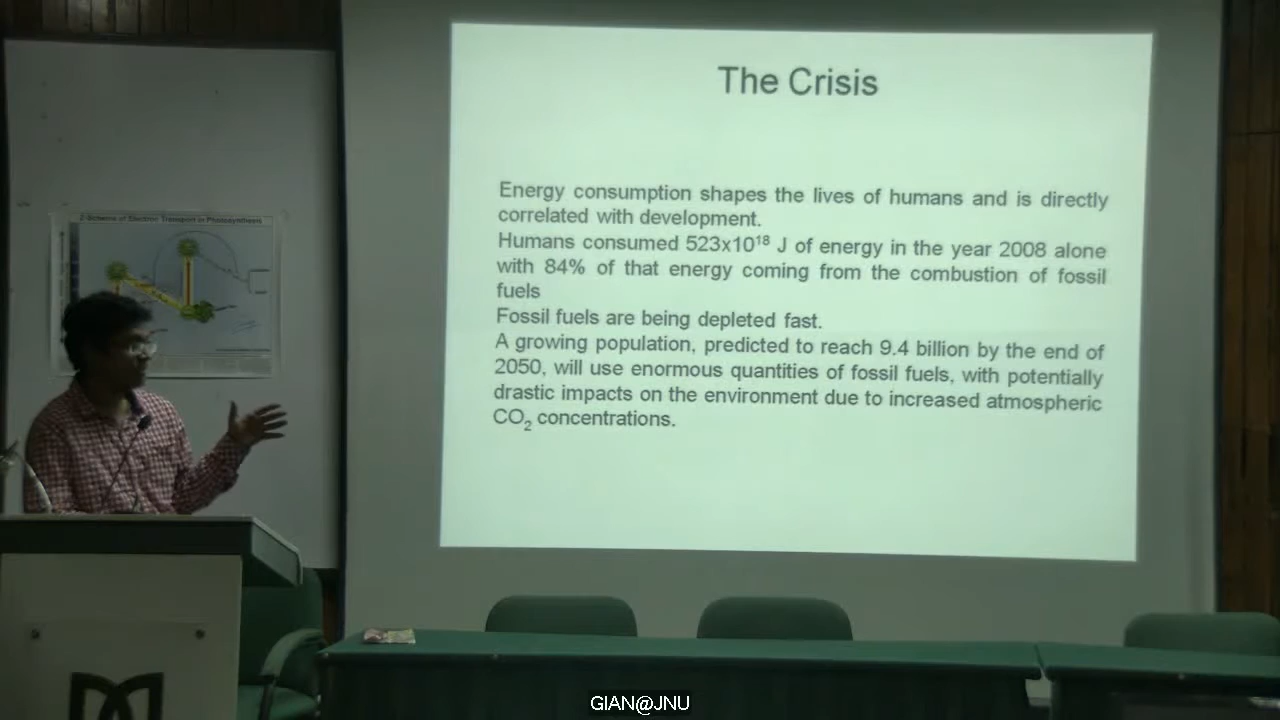 The Crisis
Energy consumption shapes the lives of humans and is directly
correlated with development.
Humans consumed 523x10¹⁸ J of energy in the year 2008 alone
with 84% of that energy coming from the combustion of fossil
fuels
Fossil fuels are being depleted fast.
A growing population, predicted to reach 9.4 billion by the end of
2050, will use enormous quantities of fossil fuels, with potentially
drastic impacts on the environment due to increased atmospheric
CO₂ concentrations.
Z-Scheme of Electron Transport in Photosynthesis
GIAN@JNU